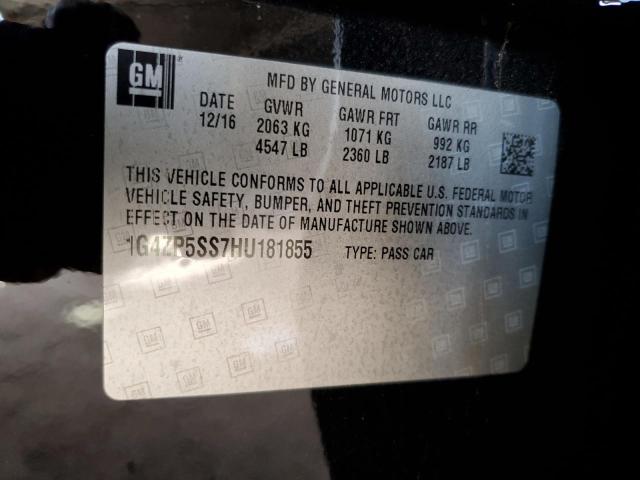 GM
MFD BY GENERAL MOTORS LLC
DATE GVWR GAWR FRT GAWR RR
12/16 2063 KG 1071 KG 992 KG
4547 LB 2360 LB 2187 LB
THIS VEHICLE CONFORMS TO ALL APPLICABLE U.S. FEDERAL MOTOR
VEHICLE SAFETY, BUMPER, AND THEFT PREVENTION STANDARDS IN
EFFECT ON THE DATE OF MANUFACTURE SHOWN ABOVE.
1G4ZP5SS7HU181855 TYPE: PASS CAR